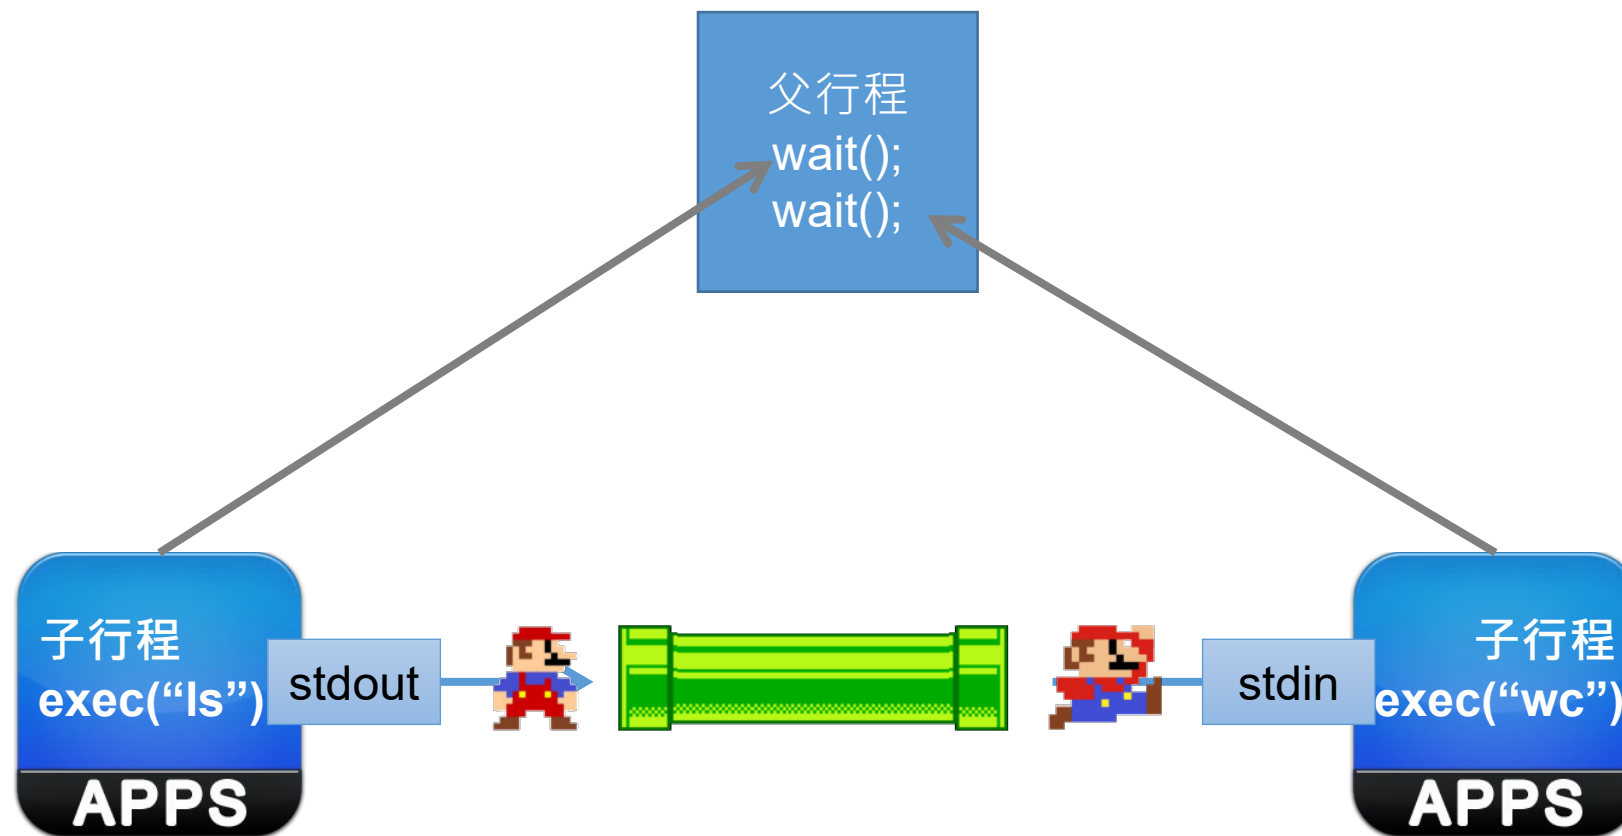 父行程
wait();
wait();
子行程
exec(“ls”)
stdout
APPS
stdin
子行程
exec(“wc”)
APPS